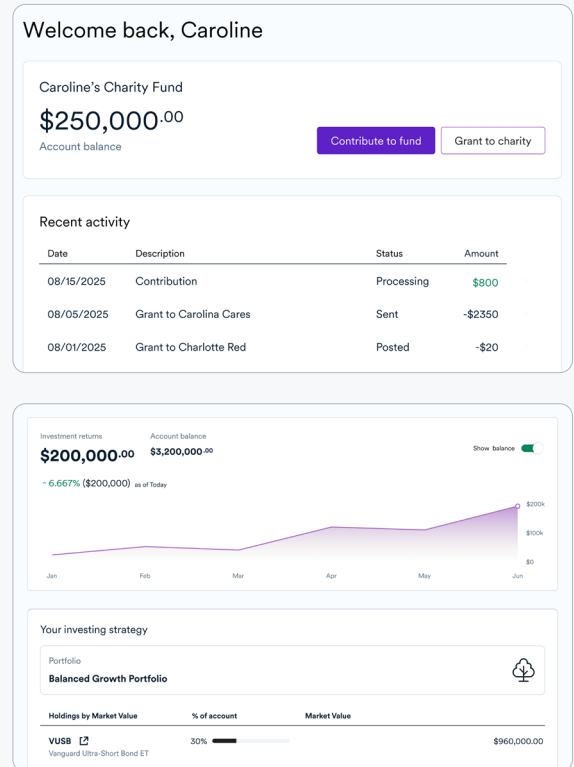 Welcome back, Caroline
Caroline's Charity Fund
$250,000.00
Account balance
Contribute to fund
Grant to charity
Recent activity
Date Description Status Amount
08/15/2025 Contribution Processing $800
08/05/2025 Grant to Carolina Cares Sent -$2350
08/01/2025 Grant to Charlotte Red Posted -$20
Investment returns Account balance
$200,000.00 $3,200,000.00
Show balance
~ 6.667% ($200,000) as of Today
$200k
$100k
$0
Jan Feb Mar Apr May Jun
Your investing strategy
Portfolio
Balanced Growth Portfolio
Holdings by Market Value % of account Market Value
VUSB 30% $960,000.00
Vanguard Ultra-Short Bond ET